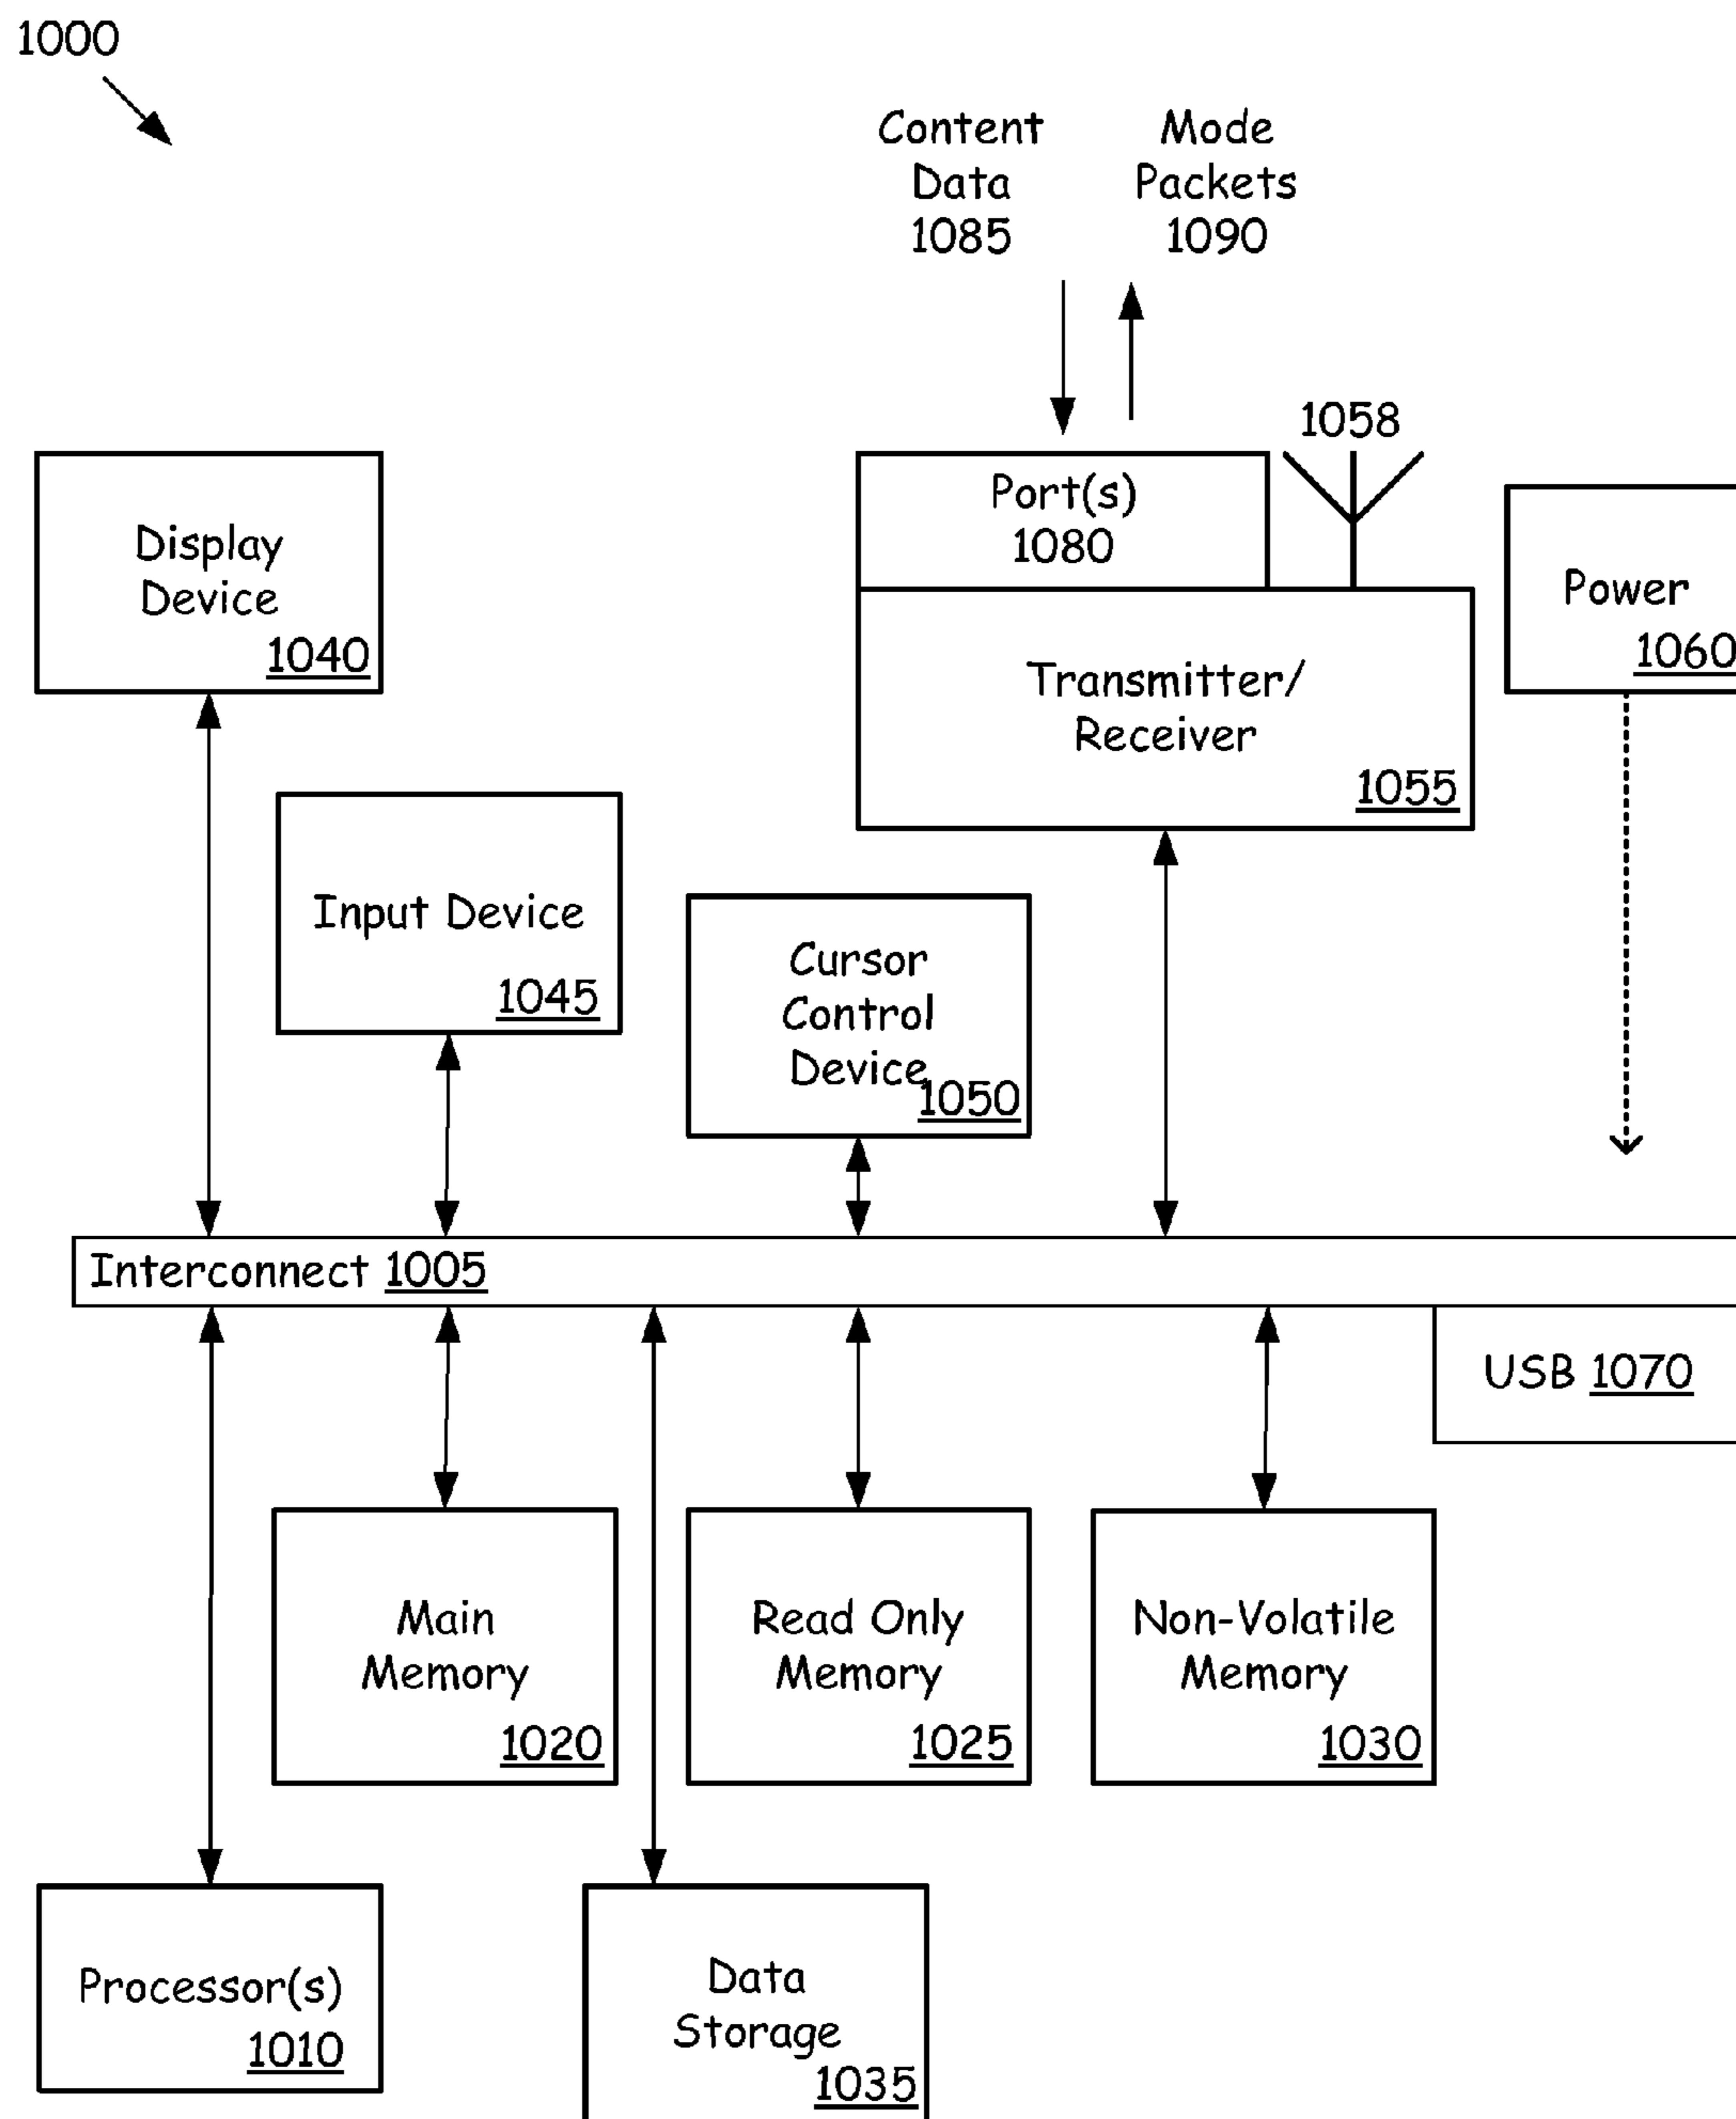 1000
Content
Data
1085
Mode
Packets
1090
1058
Display
Device
1040
Port(s)
1080
Power
1060
Transmitter/
Receiver
1055
Input Device
1045
Cursor
Control
Device
1050
Interconnect 1005
USB 1070
Main
Memory
1020
Read Only
Memory
1025
Non-Volatile
Memory
1030
Processor(s)
1010
Data
Storage
1035